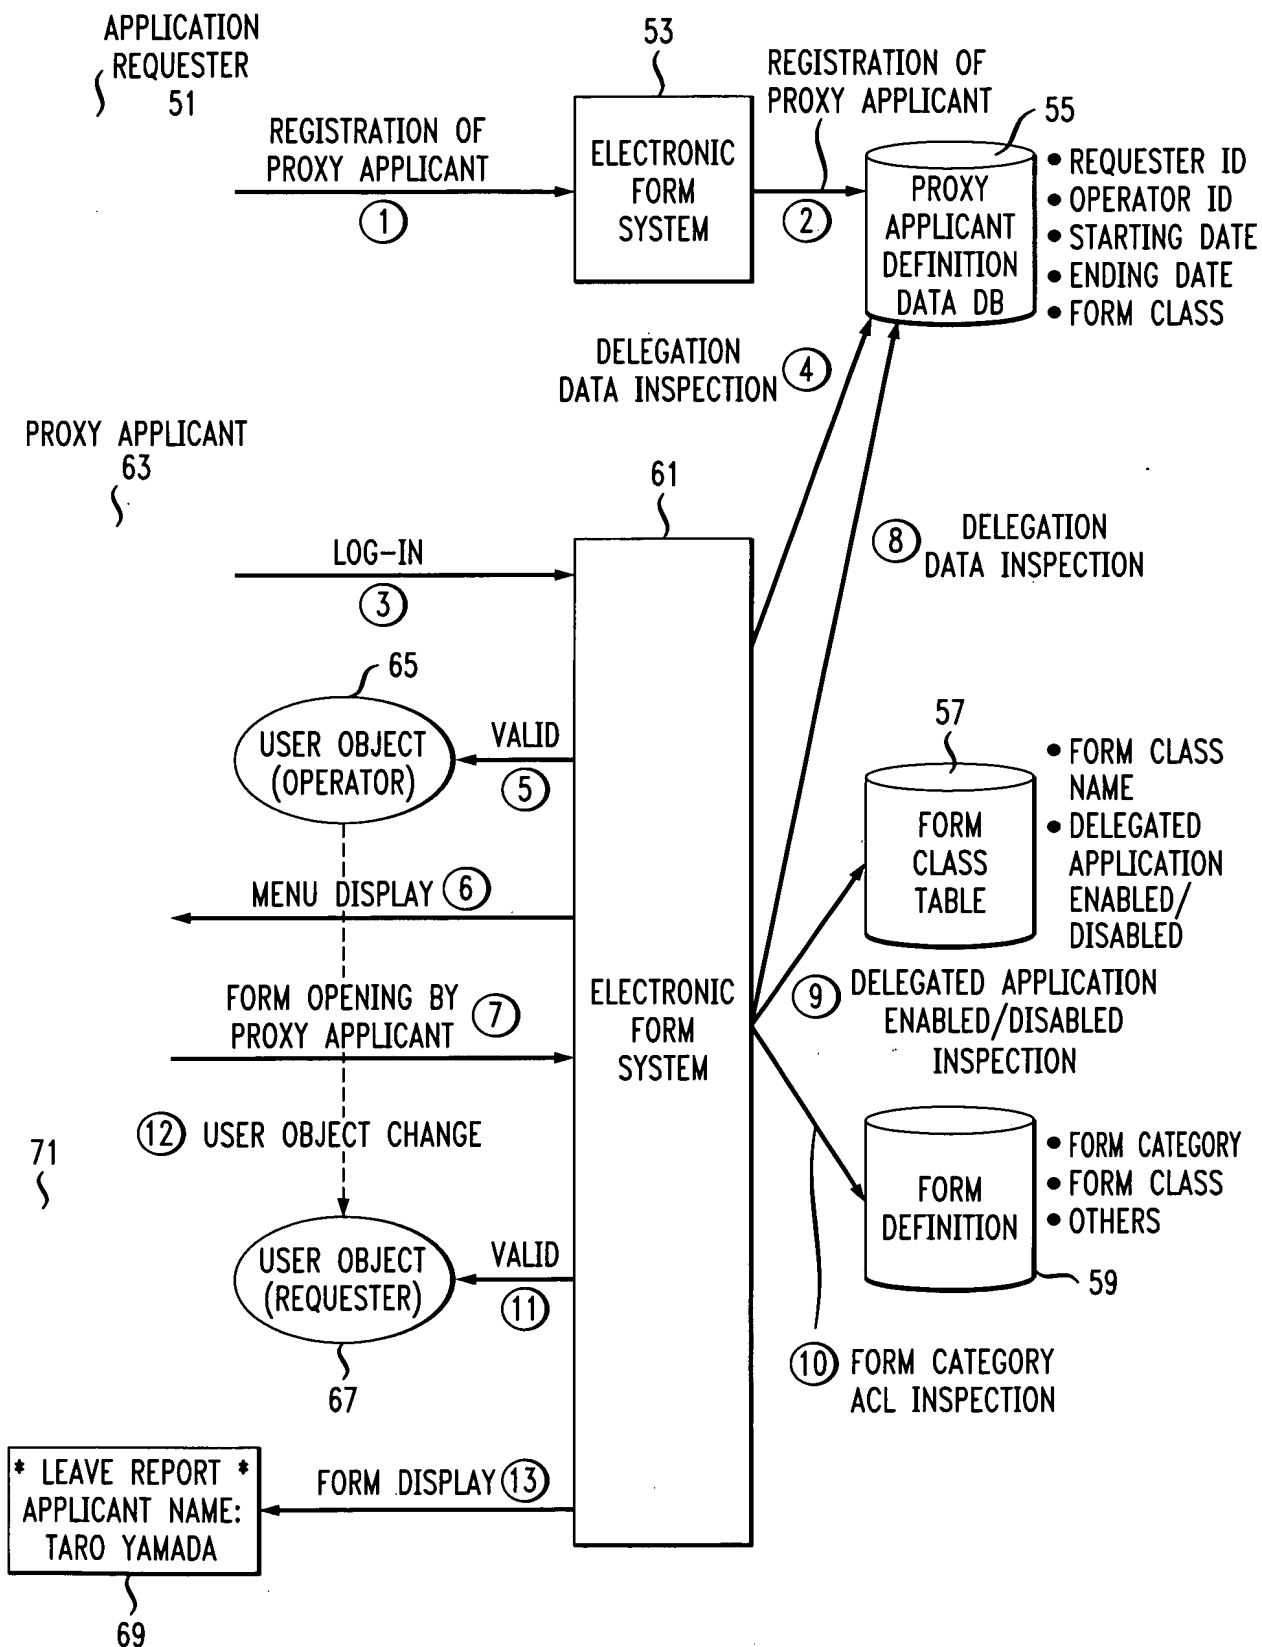 APPLICATION
REQUESTER
51
REGISTRATION OF
PROXY APPLICANT
1
53
ELECTRONIC
FORM
SYSTEM
REGISTRATION OF
PROXY APPLICANT
2
55
PROXY
APPLICANT
DEFINITION
DATA DB
• REQUESTER ID
• OPERATOR ID
• STARTING DATE
• ENDING DATE
• FORM CLASS
DELEGATION
DATA INSPECTION
4
PROXY APPLICANT
63
61
LOG-IN
3
8
DELEGATION
DATA INSPECTION
65
USER OBJECT
(OPERATOR)
VALID
5
57
FORM
CLASS
TABLE
• FORM CLASS
NAME
• DELEGATED
APPLICATION
ENABLED/
DISABLED
MENU DISPLAY 6
FORM OPENING BY
PROXY APPLICANT
7
ELECTRONIC
FORM
SYSTEM
9 DELEGATED APPLICATION
ENABLED/DISABLED
INSPECTION
12 USER OBJECT CHANGE
71
FORM
DEFINITION
• FORM CATEGORY
• FORM CLASS
• OTHERS
59
USER OBJECT
(REQUESTER)
VALID
11
67
10 FORM CATEGORY
ACL INSPECTION
* LEAVE REPORT *
APPLICANT NAME:
TARO YAMADA
FORM DISPLAY 13
69